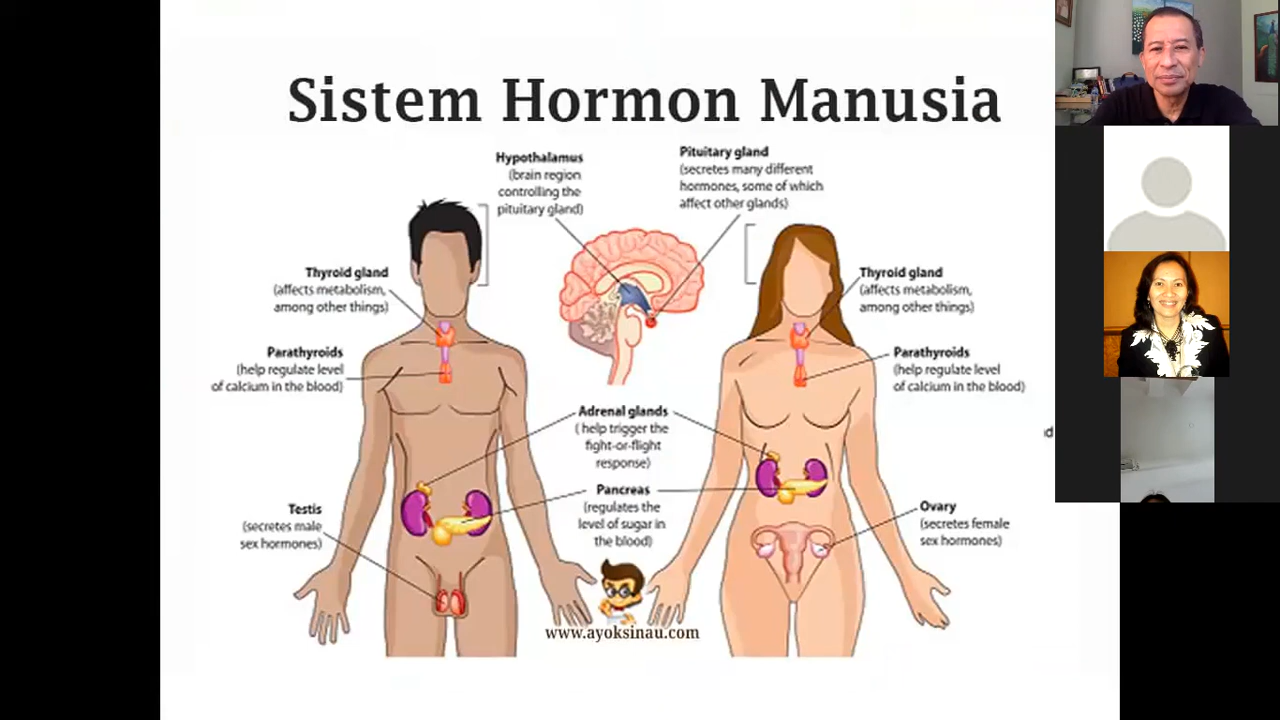 Sistem Hormon Manusia
Hypothalamus
(brain region
controlling the
pituitary gland)
Pituitary gland
(secretes many different
hormones, some of which
affect other glands)
Thyroid gland
(affects metabolism,
among other things)
Thyroid gland
(affects metabolism,
among other things)
Parathyroids
(help regulate level
of calcium in the blood)
Parathyroids
(help regulate level
of calcium in the blood)
Adrenal glands
( help trigger the
fight-or-flight
response)
Pancreas
(regulates the
level of sugar in
the blood)
Testis
(secretes male
sex hormones)
Ovary
(secretes female
sex hormones)
www.ayoksinau.com